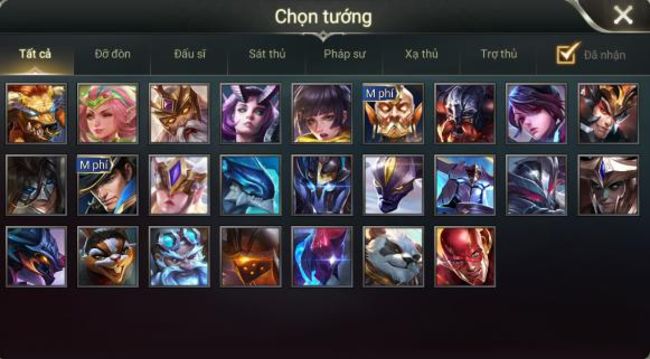 Chọn tướng
Tất cả Đỡ đòn Đấu sĩ Sát thủ Pháp sư Xạ thủ Trợ thủ Đã nhận
M phí
M phí